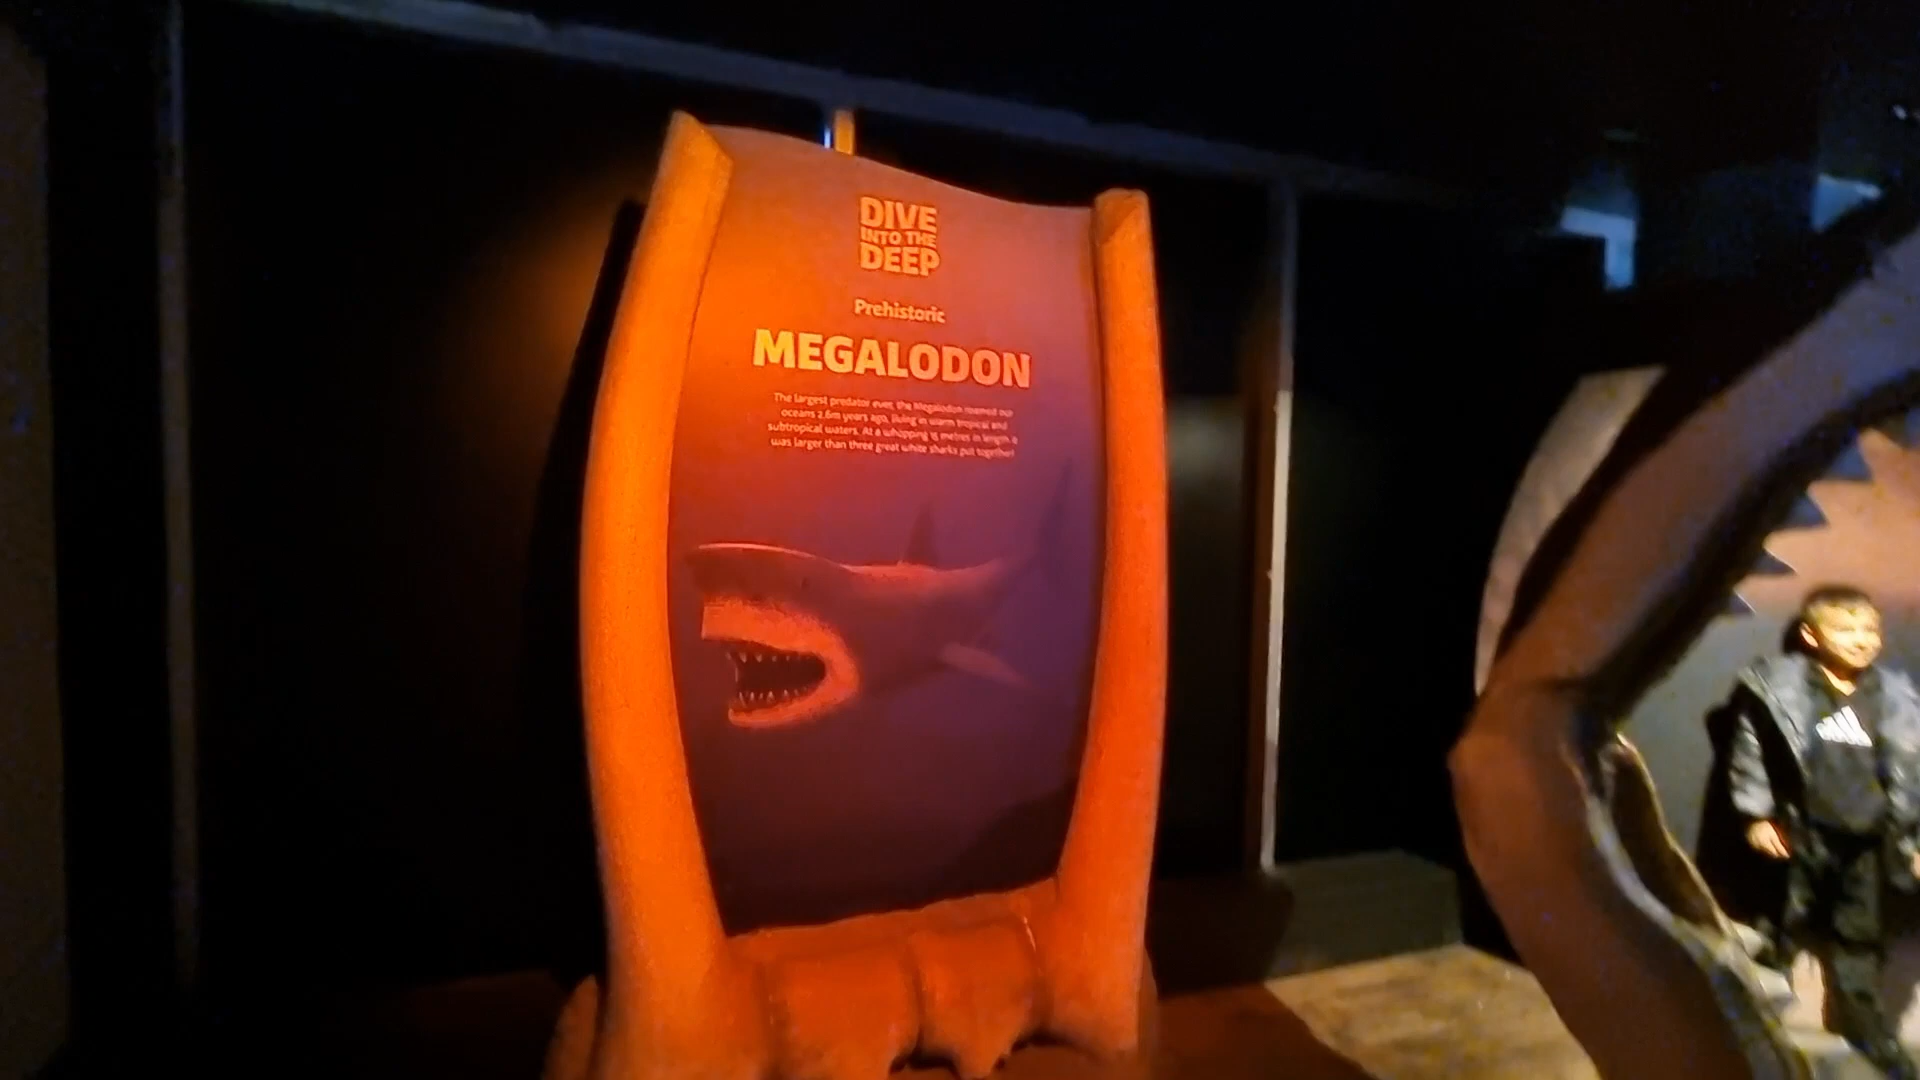 DIVE
INTO THE
DEEP
Prehistoric
MEGALODON
The largest predator ever, the Megalodon roamed our
oceans 2.6m years ago, living in warm tropical and
subtropical waters. At a whopping 15 metres in length it
was larger than three great white sharks put together!